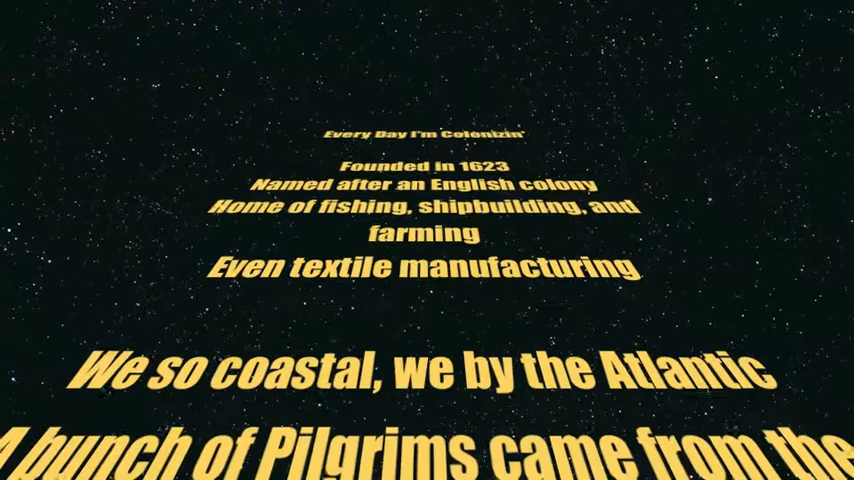 Every Day I'm Colonizin'
Founded in 1623
Named after an English colony
Home of fishing, shipbuilding, and
farming
Even textile manufacturing
We so coastal, we by the Atlantic
A bunch of Pilgrims came from the